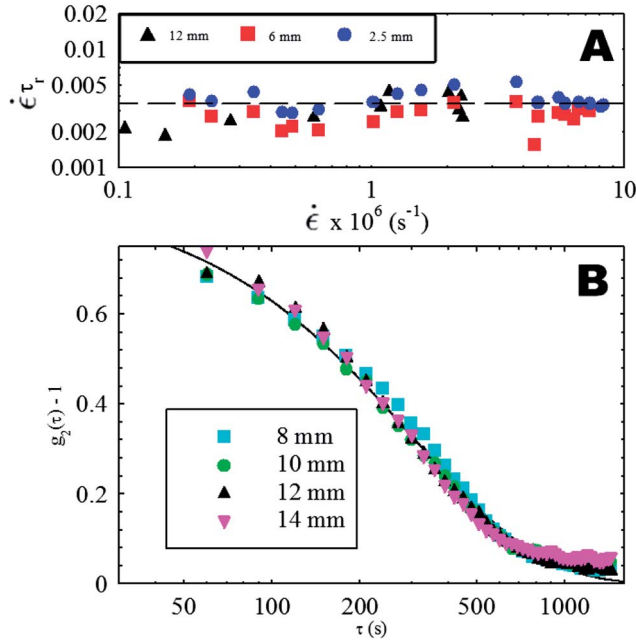 0.02
0.01
0.005
0.002
0.001
ε̇ τr
12 mm 6 mm 2.5 mm
A
0.1 1 10
ε̇ x 10⁶ (s⁻¹)
B
0.6
0.4
0.2
0
g₂(τ) - 1
8 mm
10 mm
12 mm
14 mm
50 100 200 500 1000
τ (s)